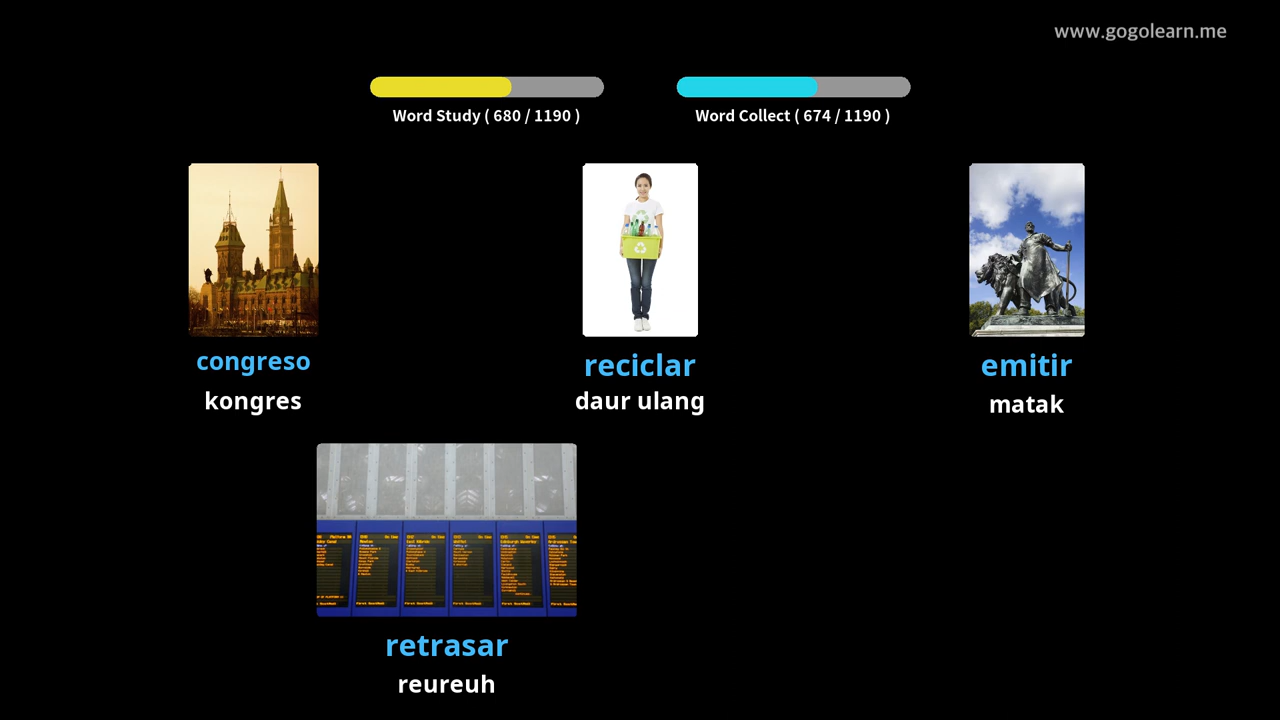 www.gogolearn.me
Word Study ( 680 / 1190 )
Word Collect ( 674 / 1190 )
congreso
kongres
reciclar
daur ulang
emitir
matak
retrasar
reureuh